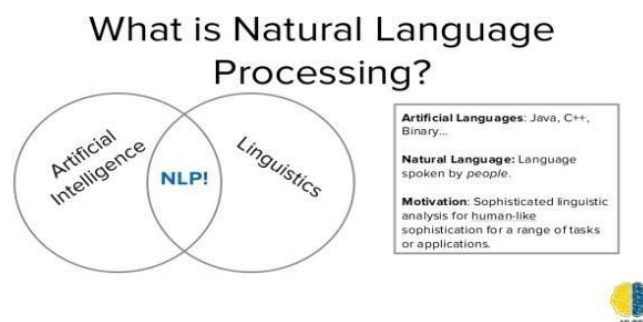 What is Natural Language
Processing?
Artificial
Intelligence
NLP!
Linguistics
Artificial Languages: Java, C++,
Binary...
Natural Language: Language
spoken by people.
Motivation: Sophisticated linguistic
analysis for human-like
sophistication for a range of tasks
or applications.